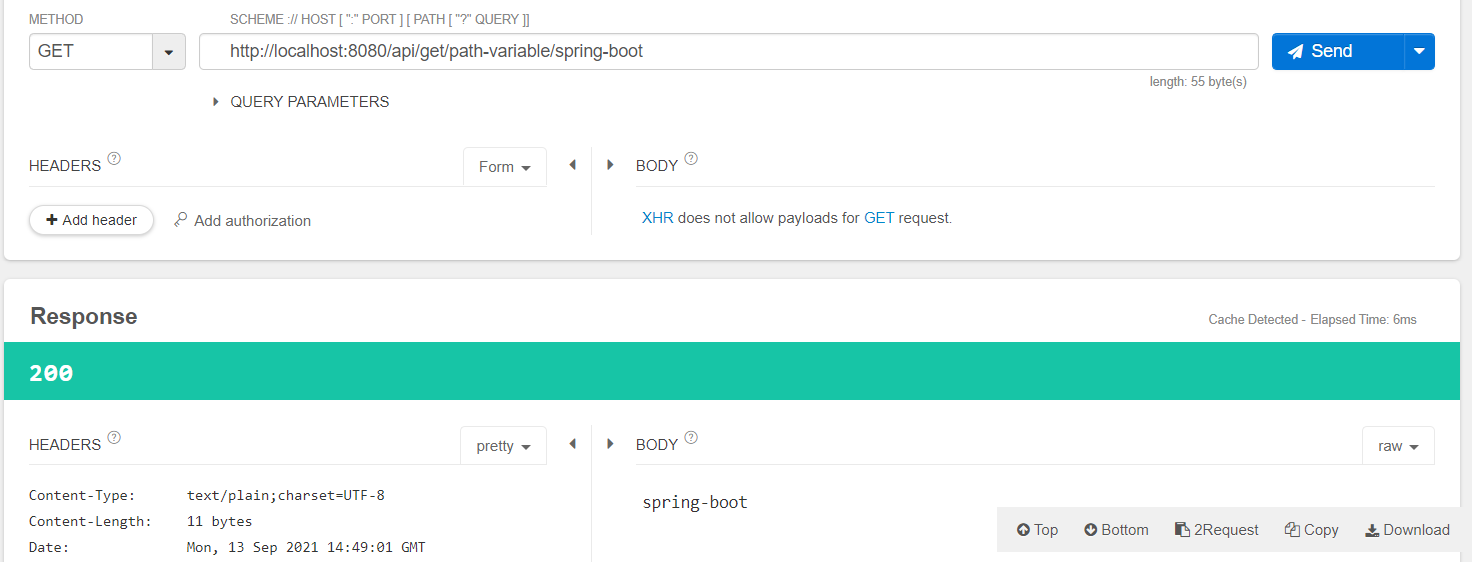 METHOD SCHEME :// HOST [ ":" PORT ] [ PATH [ "?" QUERY ]]
GET http://localhost:8080/api/get/path-variable/spring-boot Send
length: 55 byte(s)
QUERY PARAMETERS
HEADERS ? Form BODY ?
+ Add header Add authorization XHR does not allow payloads for GET request.
Response Cache Detected - Elapsed Time: 6ms
200
HEADERS ? pretty BODY ? raw
Content-Type: text/plain;charset=UTF-8
spring-boot
Content-Length: 11 bytes
Top Bottom 2Request Copy Download
Date: Mon, 13 Sep 2021 14:49:01 GMT